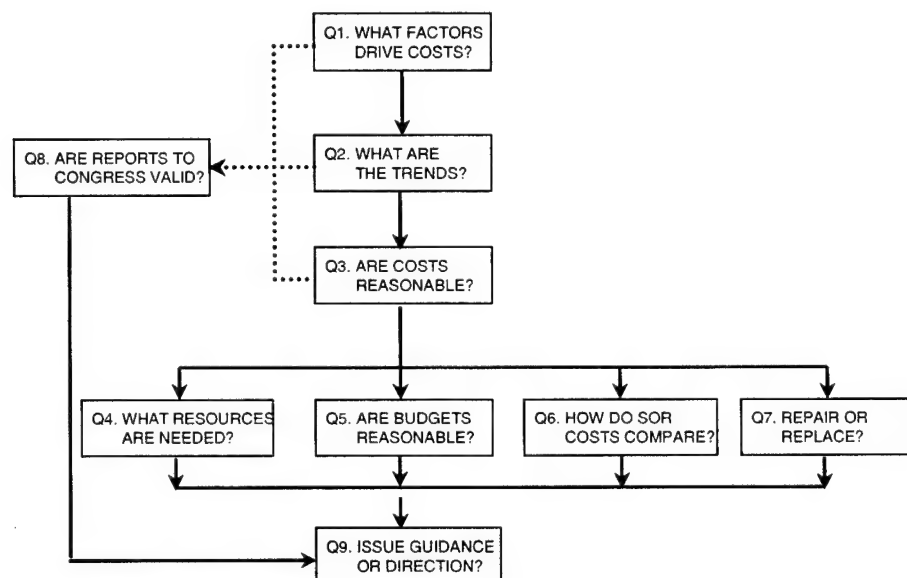 Q1. WHAT FACTORS
DRIVE COSTS?
Q8. ARE REPORTS TO
CONGRESS VALID?
Q2. WHAT ARE
THE TRENDS?
Q3. ARE COSTS
REASONABLE?
Q4. WHAT RESOURCES
ARE NEEDED?
Q5. ARE BUDGETS
REASONABLE?
Q6. HOW DO SOR
COSTS COMPARE?
Q7. REPAIR OR
REPLACE?
Q9. ISSUE GUIDANCE
OR DIRECTION?